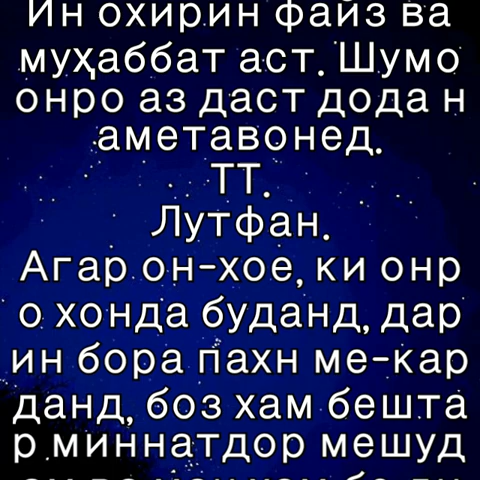 Ин охирин файз ва
муҳаббат аст. Шумо
онро аз даст дода н
аметавонед.
ТТ.
Лутфан.
Агар он-хое, ки онр
о хонда буданд, дар
ин бора пахн ме-кар
данд, боз хам бешта
р миннатдор мешуд